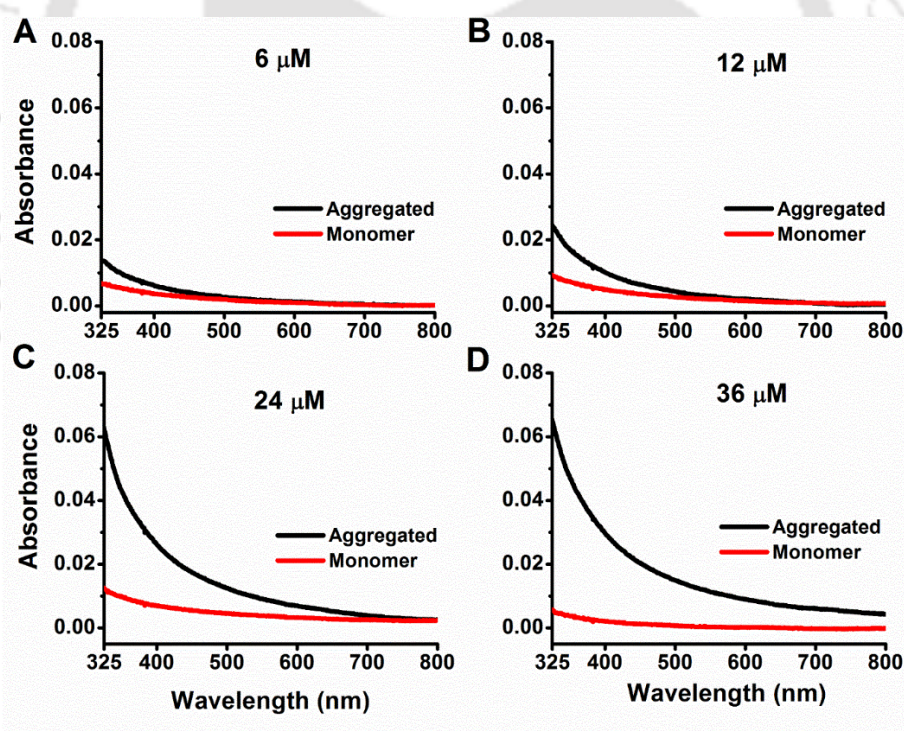 A
B
6 μM
12 μM
0.08
0.06
0.04
0.02
0.00
Absorbance
Aggregated
Monomer
325 400 500 600 700 800
0.08
0.06
0.04
0.02
0.00
Aggregated
Monomer
325 400 500 600 700 800
C
D
24 μM
36 μM
0.08
0.06
0.04
0.02
0.00
Absorbance
Aggregated
Monomer
325 400 500 600 700 800
Wavelength (nm)
0.08
0.06
0.04
0.02
0.00
Aggregated
Monomer
325 400 500 600 700 800
Wavelength (nm)